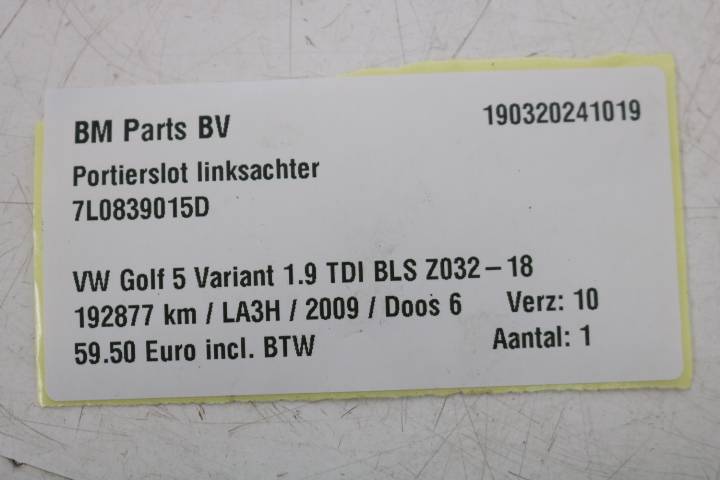 BM Parts BV 190320241019
Portierslot linksachter
7L0839015D
VW Golf 5 Variant 1.9 TDI BLS Z032-18
192877 km / LA3H / 2009 / Doos 6 Verz: 10
59.50 Euro incl. BTW Aantal: 1